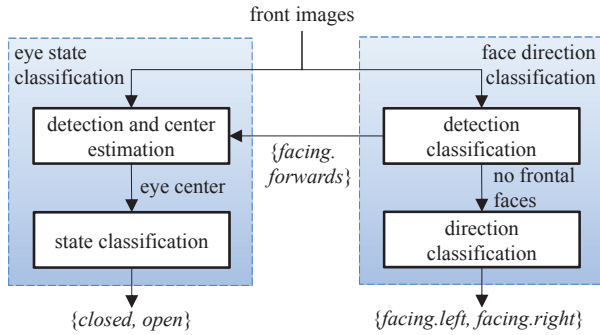 front images
eye state
classification
face direction
classification
detection and center
estimation
detection
classification
{facing.
forwards}
eye center
no frontal
faces
state classification
direction
classification
{closed, open}
{facing.left, facing.right}